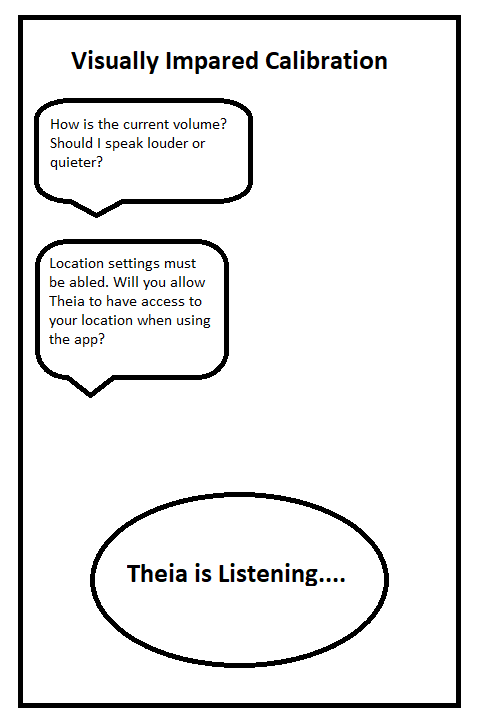 Visually Impared Calibration
How is the current volume?
Should I speak louder or
quieter?
Location settings must
be abled. Will you allow
Theia to have access to
your location when using
the app?
Theia is Listening....